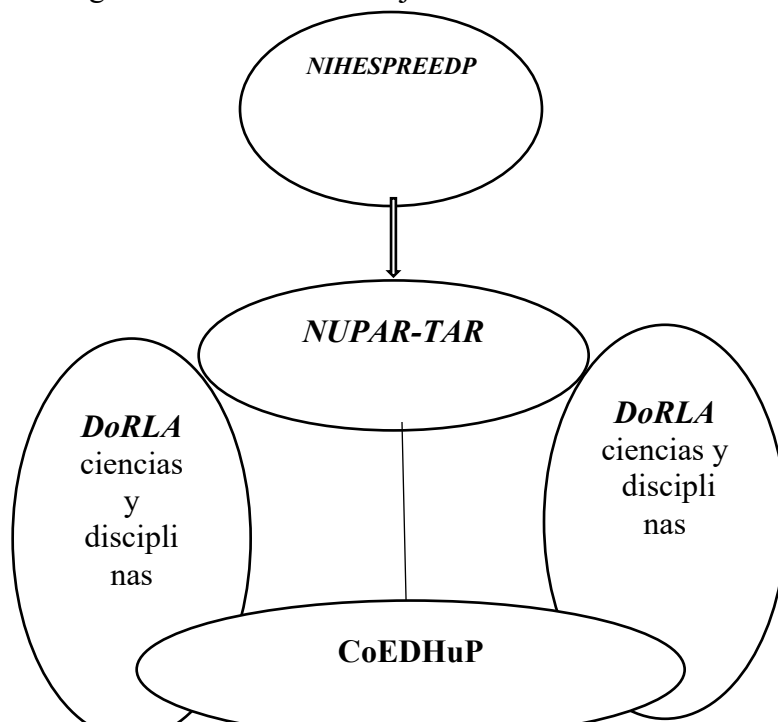 NIHESPREEDP
NUPAR-TAR
DoRLA
ciencias
y
discipli
nas
DoRLA
ciencias y
discipli
nas
CoEDHuP